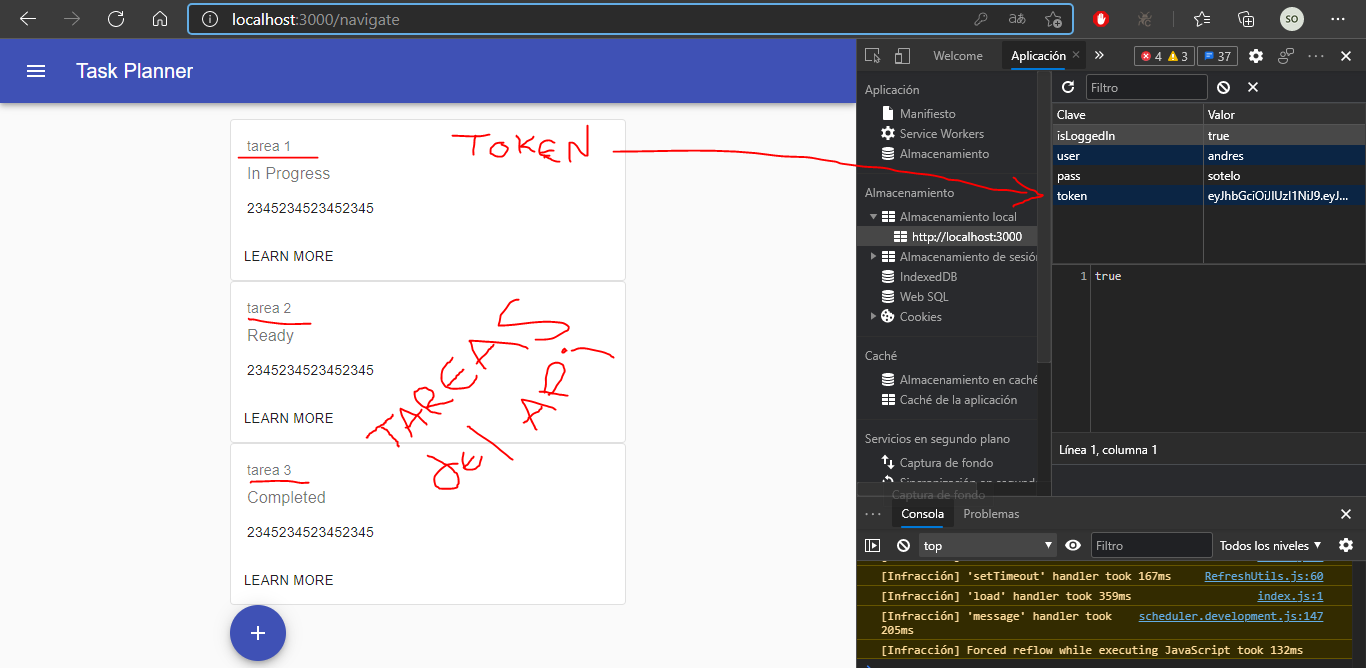 localhost:3000/navigate
SO
Task Planner
tarea 1
In Progress
2345234523452345
LEARN MORE
TOKEN
tarea 2
Ready
2345234523452345
LEARN MORE
TAREAS
del API
tarea 3
Completed
2345234523452345
LEARN MORE
+
Welcome
Aplicación
4 3 37
Aplicación
Manifiesto
Service Workers
Almacenamiento
Almacenamiento
Almacenamiento local
http://localhost:3000
Almacenamiento de sesió
IndexedDB
Web SQL
Cookies
Caché
Almacenamiento en caché
Caché de la aplicación
Servicios en segundo plano
Captura de fondo
Captura de fondo
Filtro
Clave Valor
isLoggedIn true
user andres
pass sotelo
token eyJhbGciOiJIUzI1NiJ9.eyJ...
1 true
Línea 1, columna 1
Consola Problemas
top Filtro Todos los niveles
[Infracción] 'setTimeout' handler took 167ms RefreshUtils.js:60
[Infracción] 'load' handler took 359ms index.js:1
[Infracción] 'message' handler took 205ms scheduler.development.js:147
[Infracción] Forced reflow while executing JavaScript took 132ms